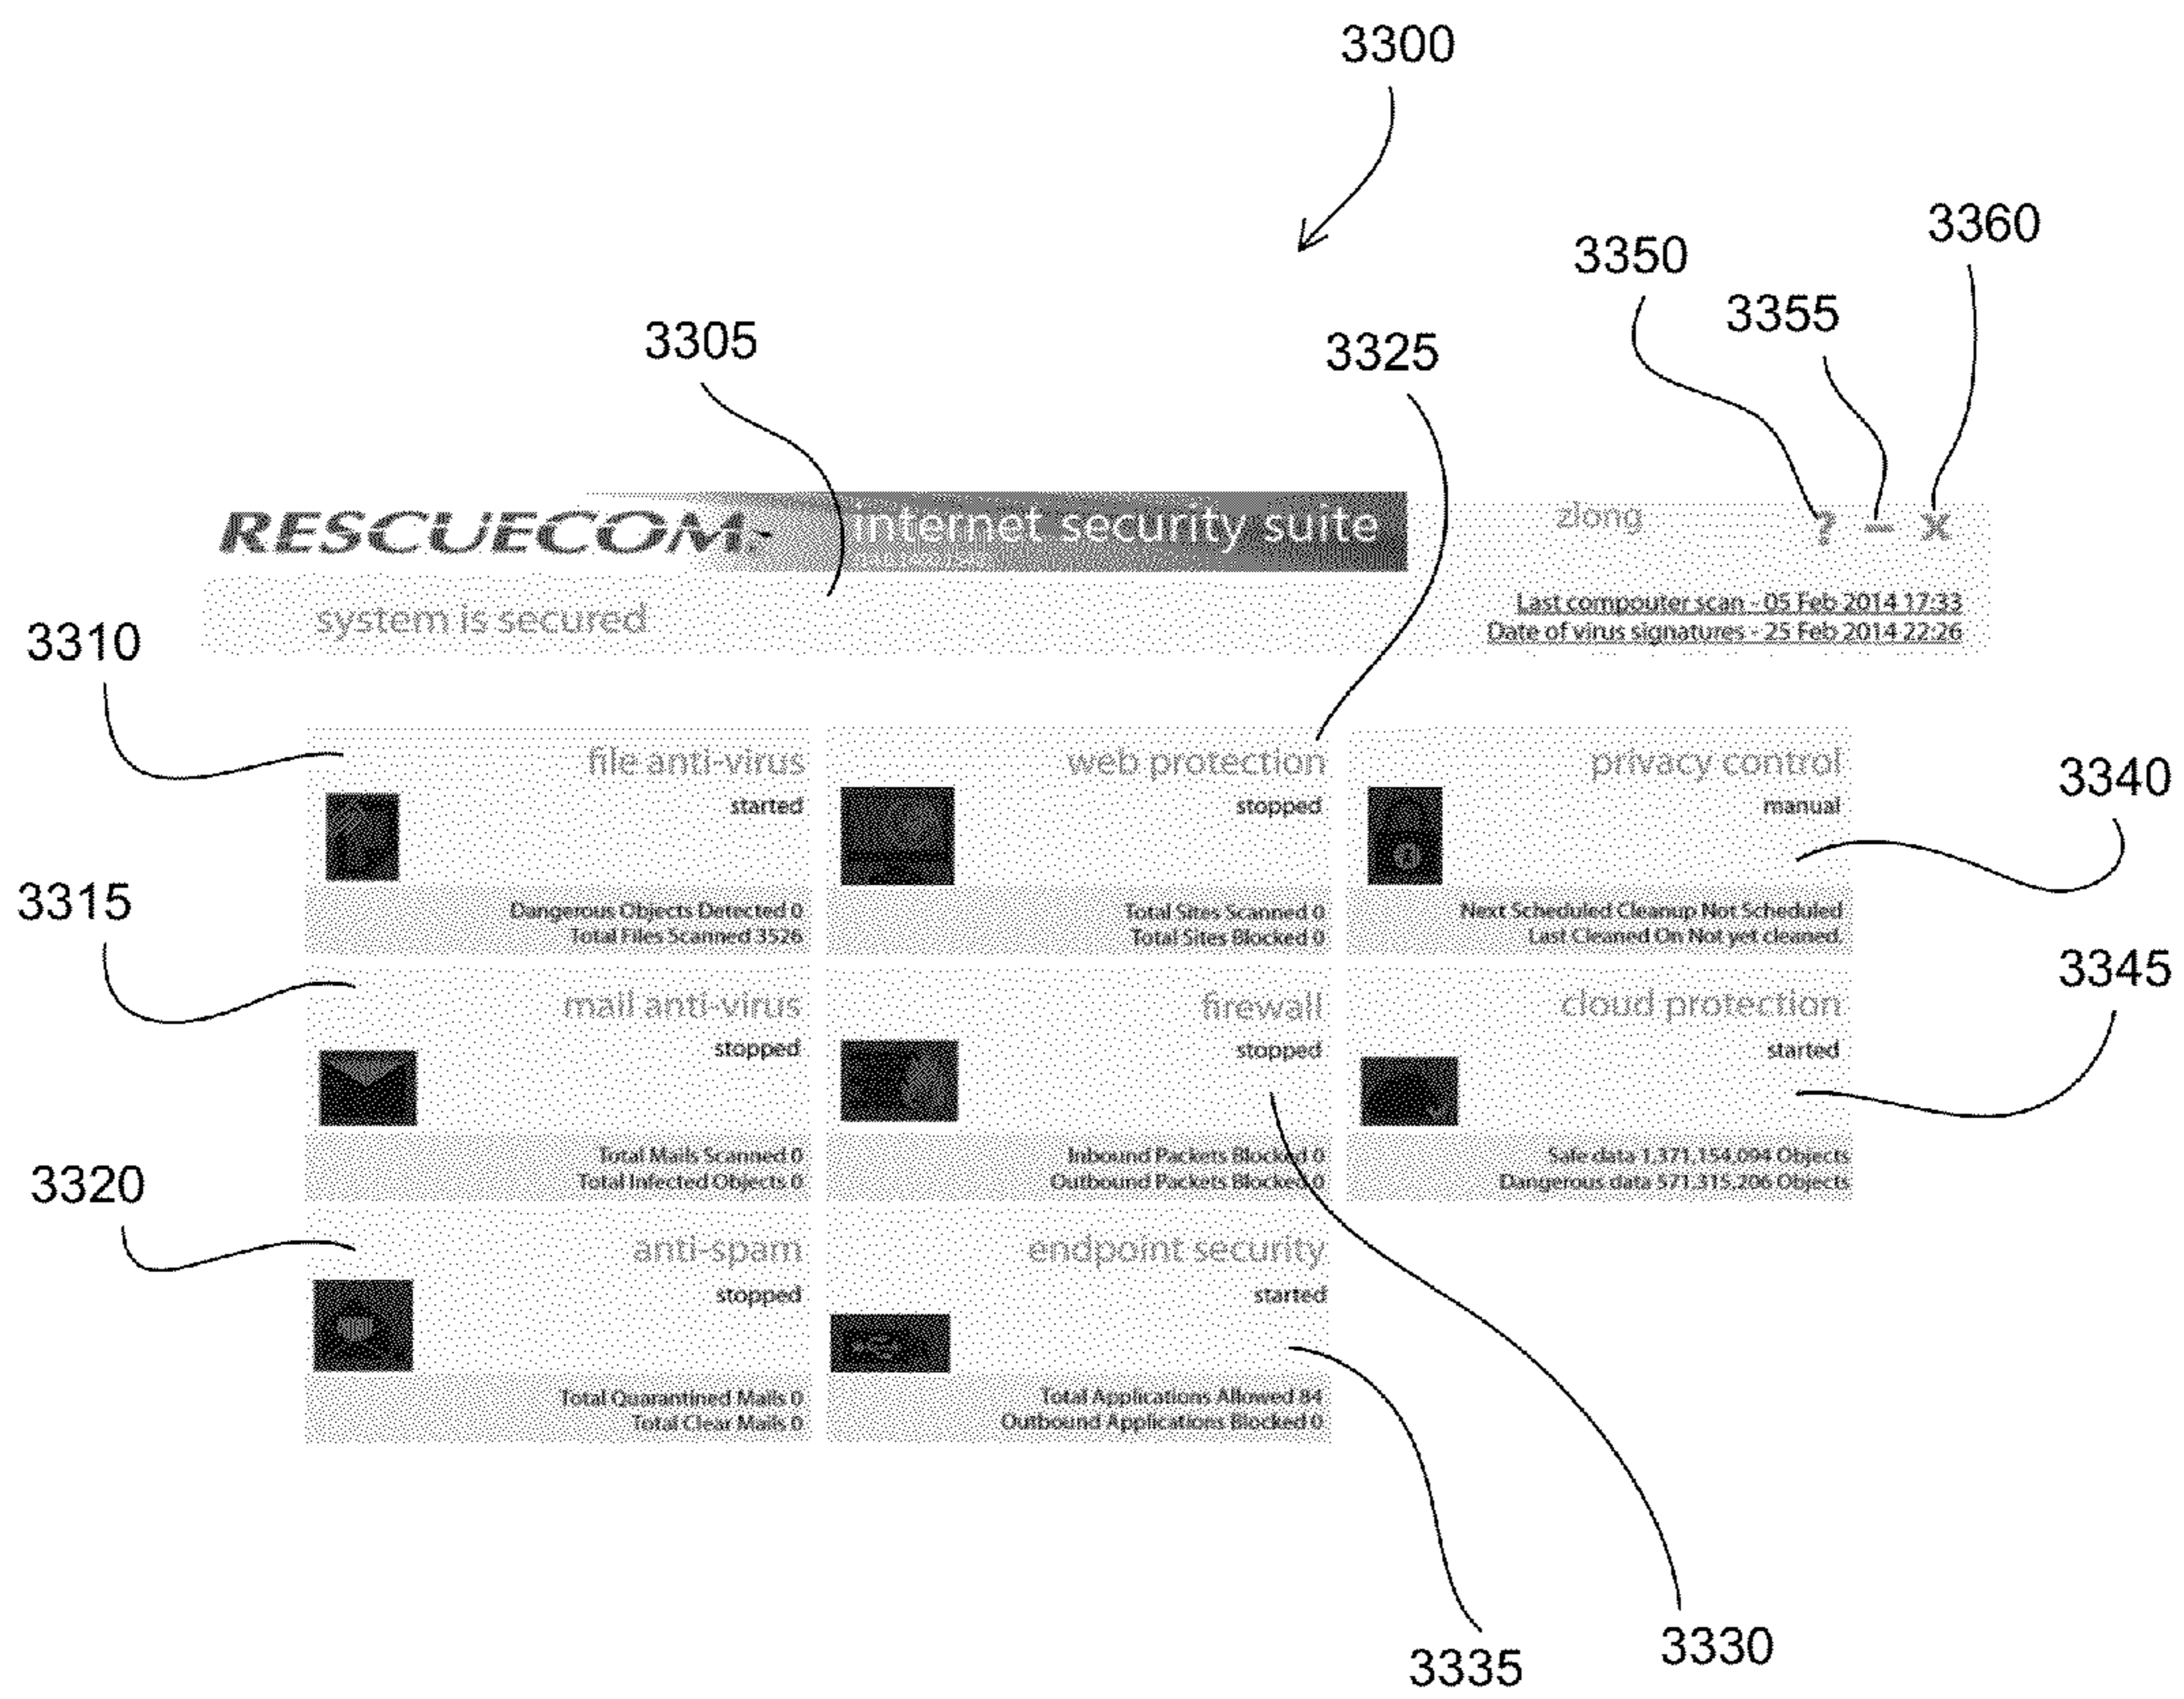 3300
3360
3350
3355
3305
3325
RESCUECOM
internet security suite
zlong
? – X
system is secured
Last compouter scan - 05 Feb 2014 17:33
Date of virus signatures - 25 Feb 2014 22:26
3310
file anti-virus
started
Dangerous Objects Detected 0
Total Files Scanned 3526
web protection
stopped
Total Sites Scanned 0
Total Sites Blocked 0
privacy control
manual
Next Scheduled Cleanup Not Scheduled
Last Cleaned On Not yet cleaned.
3340
3315
mail anti-virus
stopped
Total Mails Scanned 0
Total Infected Objects 0
firewall
stopped
Inbound Packets Blocked 0
Outbound Packets Blocked 0
cloud protection
started
Safe data 1,371,154,094 Objects
Dangerous data 571,315,206 Objects
3345
3320
anti-spam
stopped
Total Quarantined Mails 0
Total Clear Mails 0
endpoint security
started
Total Applications Allowed 84
Outbound Applications Blocked 0
3335
3330